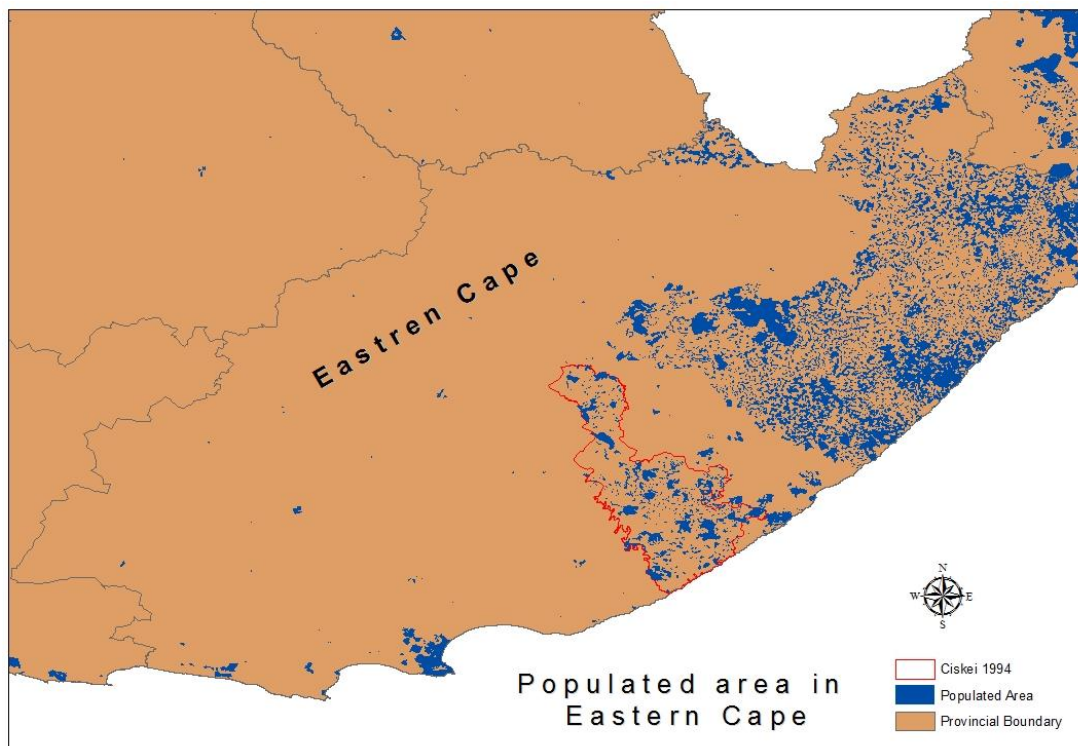 Eastren Cape
N
W E
S
Populated area in
Eastern Cape
Ciskei 1994
Populated Area
Provincial Boundary